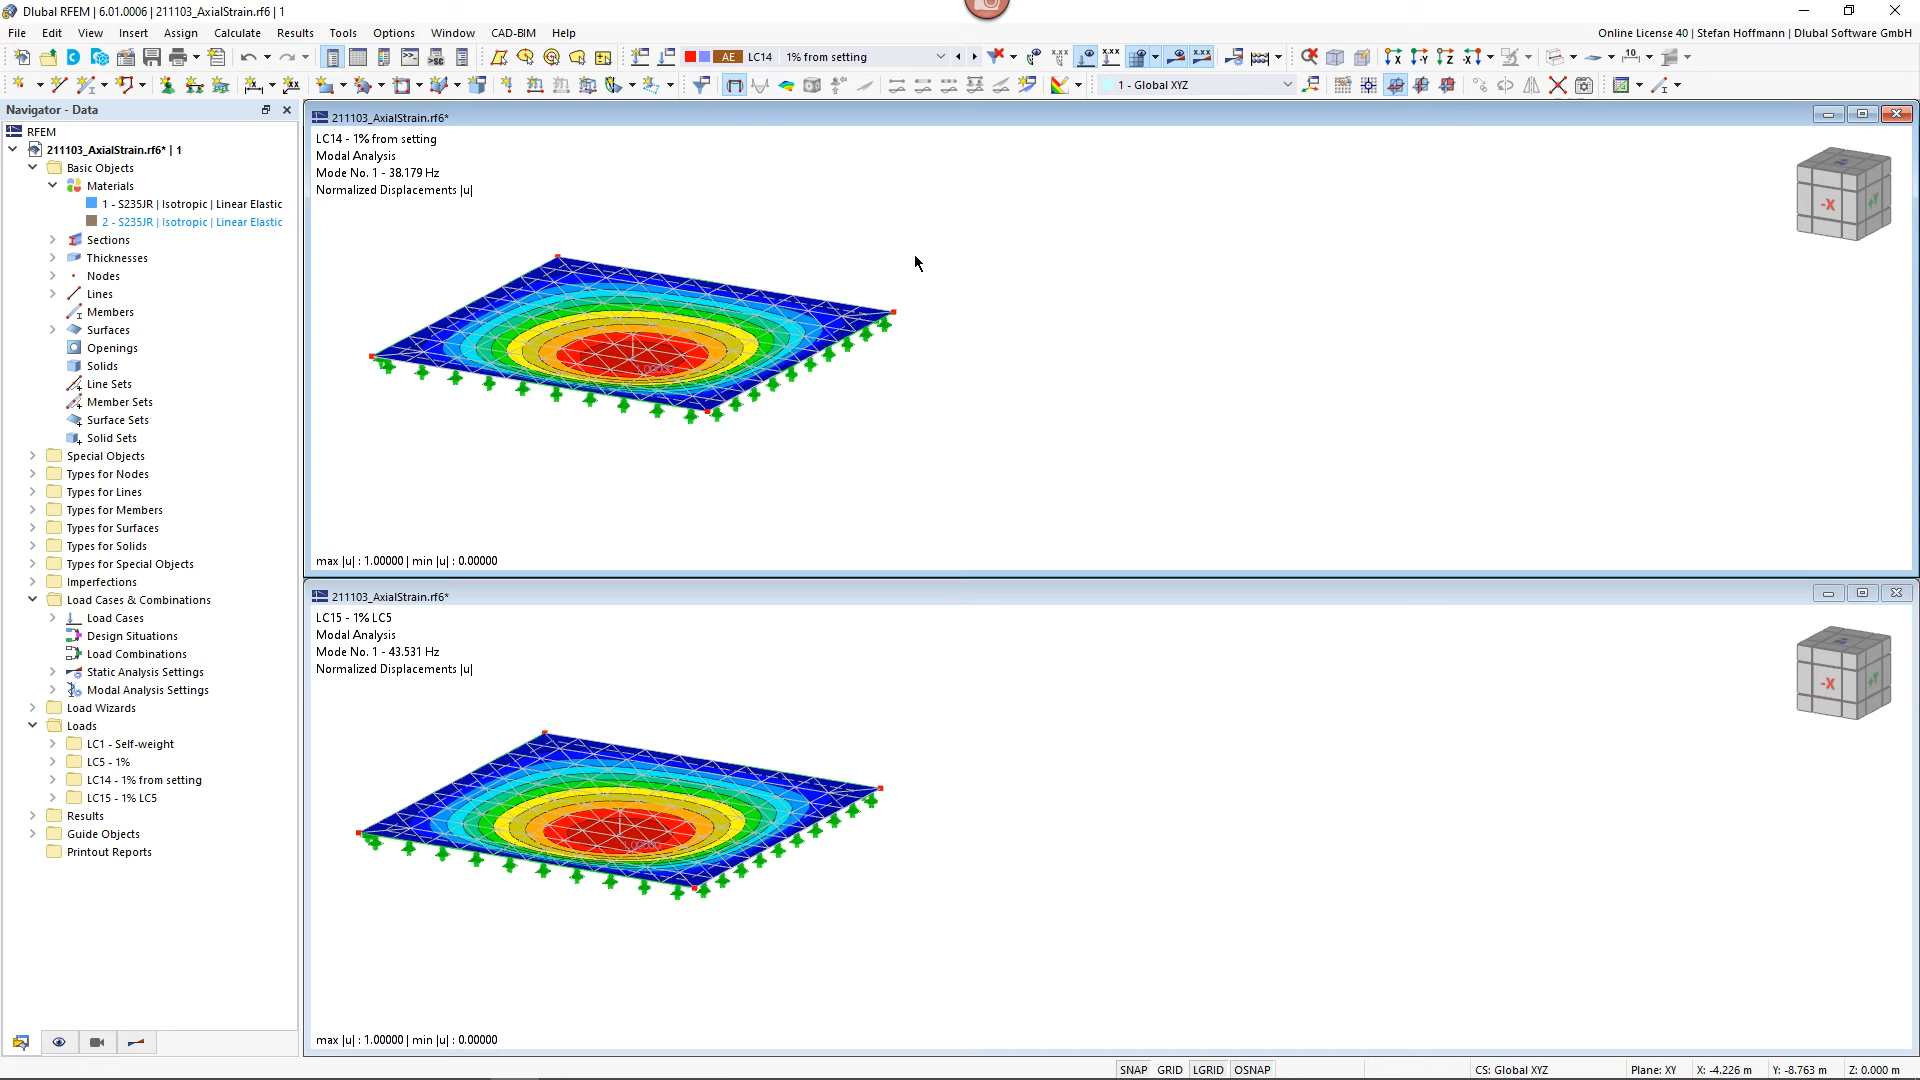 Dlubal RFEM | 6.01.0006 | 211103_AxialStrain.rf6 | 1
File Edit View Insert Assign Calculate Results Tools Options Window CAD-BIM Help
Online License 40 | Stefan Hoffmann | Dlubal Software GmbH
AE LC14 1% from setting
1 - Global XYZ
Navigator - Data
RFEM
211103_AxialStrain.rf6* | 1
Basic Objects
Materials
1 - S235JR | Isotropic | Linear Elastic
2 - S235JR | Isotropic | Linear Elastic
Sections
Thicknesses
Nodes
Lines
Members
Surfaces
Openings
Solids
Line Sets
Member Sets
Surface Sets
Solid Sets
Special Objects
Types for Nodes
Types for Lines
Types for Members
Types for Surfaces
Types for Solids
Types for Special Objects
Imperfections
Load Cases & Combinations
Load Cases
Design Situations
Load Combinations
Static Analysis Settings
Modal Analysis Settings
Load Wizards
Loads
LC1 - Self-weight
LC5 - 1%
LC14 - 1% from setting
LC15 - 1% LC5
Results
Guide Objects
Printout Reports
211103_AxialStrain.rf6*
LC14 - 1% from setting
Modal Analysis
Mode No. 1 - 38.179 Hz
Normalized Displacements |u|
-X
+Y
1.00000
max |u| : 1.00000 | min |u| : 0.00000
211103_AxialStrain.rf6*
LC15 - 1% LC5
Modal Analysis
Mode No. 1 - 43.531 Hz
Normalized Displacements |u|
-X
+Y
1.00000
max |u| : 1.00000 | min |u| : 0.00000
SNAP GRID LGRID OSNAP CS: Global XYZ Plane: XY X: -4.226 m Y: -8.763 m Z: 0.000 m